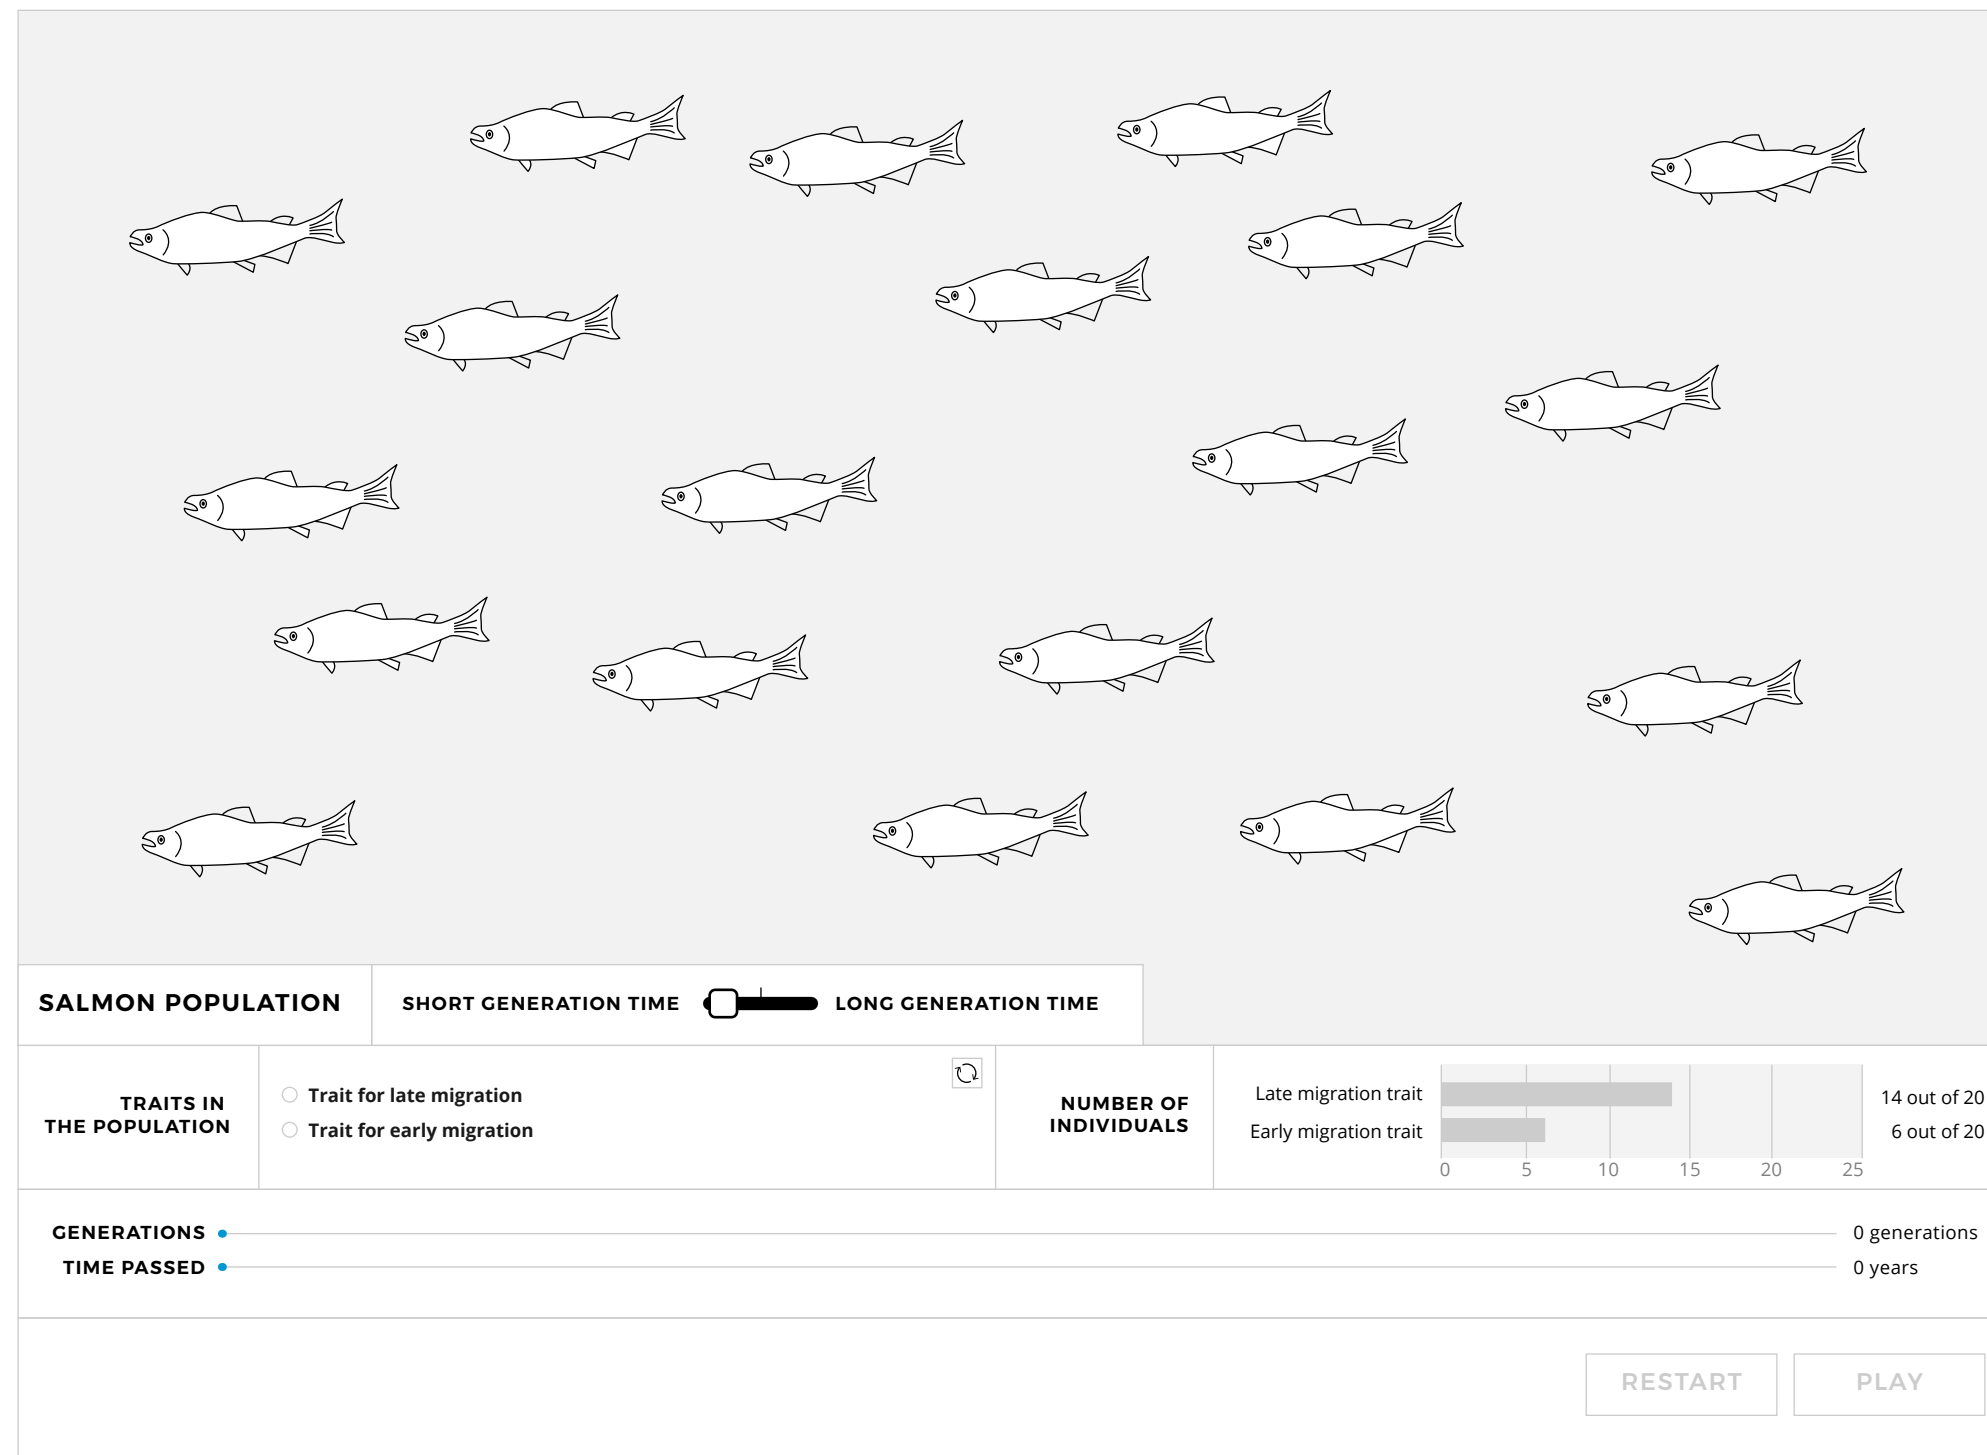 SALMON POPULATION
SHORT GENERATION TIME
LONG GENERATION TIME
TRAITS IN
THE POPULATION
Trait for late migration
Trait for early migration
NUMBER OF
INDIVIDUALS
Late migration trait
14 out of 20
Early migration trait
6 out of 20
0 5 10 15 20 25
GENERATIONS
0 generations
TIME PASSED
0 years
RESTART
PLAY